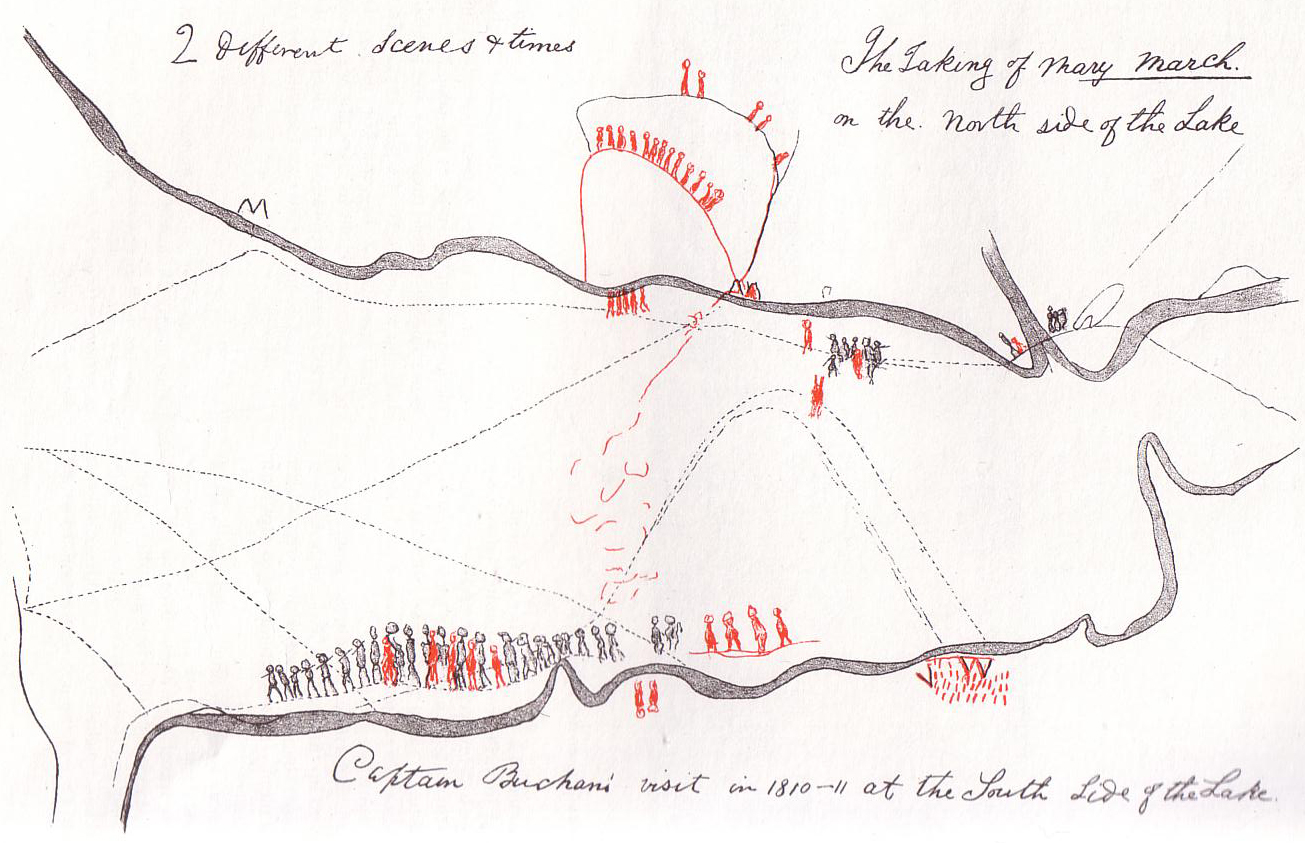 2 Different Scenes & times
The Taking of Mary March.
on the North side of the Lake
Captain Buchans visit in 1810-11 at the South Side of the Lake.